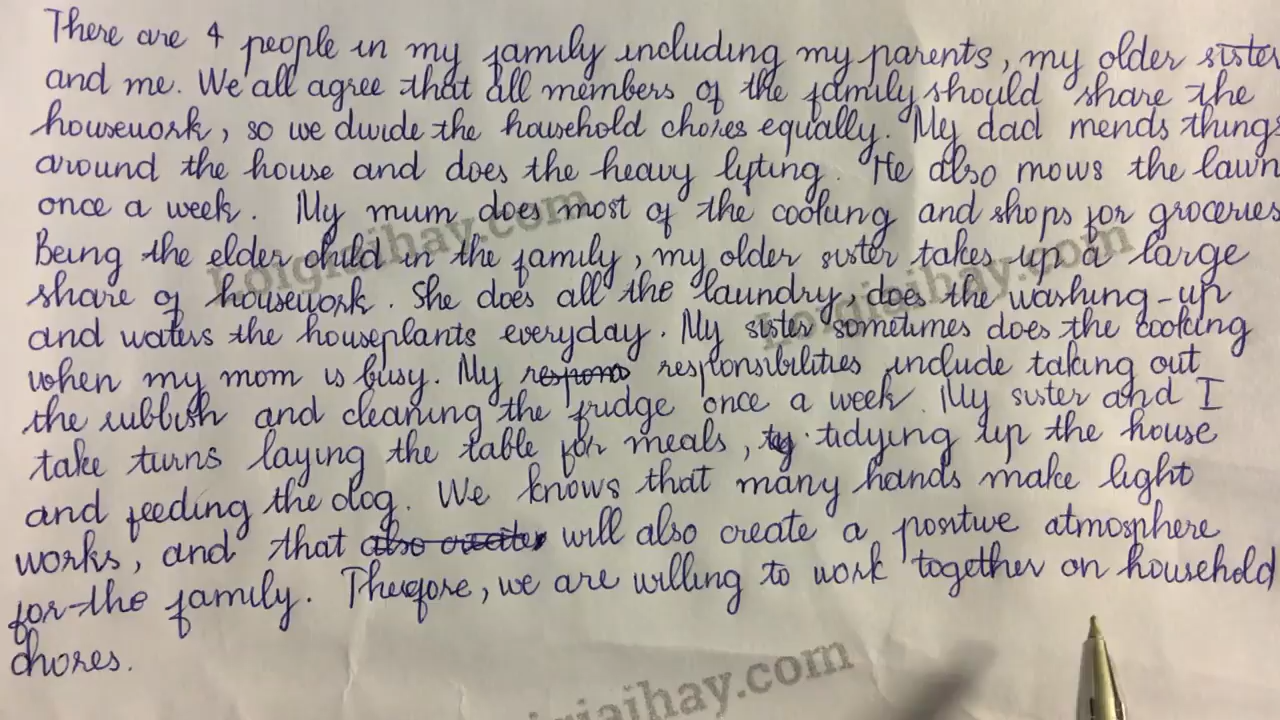 There are 4 people in my family including my parents, my older sister
and me. We all agree that all members of the family should share the
housework, so we divide the household chores equally. My dad mends things
around the house and does the heavy lifting. He also mows the lawn
once a week. My mum does most of the cooking and shops for groceries
Being the elder child in the family, my older sister takes up a large
share of housework. She does all the laundry, does the washing-up
and waters the houseplants everyday. My sister sometimes does the cooking
when my mom is busy. My respons responsibilities include taking out
the rubbish and cleaning the fridge once a week. My sister and I
take turns laying the table for meals, ty tidying up the house
and feeding the dog. We knows that many hands make light
works, and that also creates will also create a positive atmosphere
for the family. Therefore, we are willing to work together on household
chores.
loigiaihay.com
loigiaihay.com
loigiaihay.com